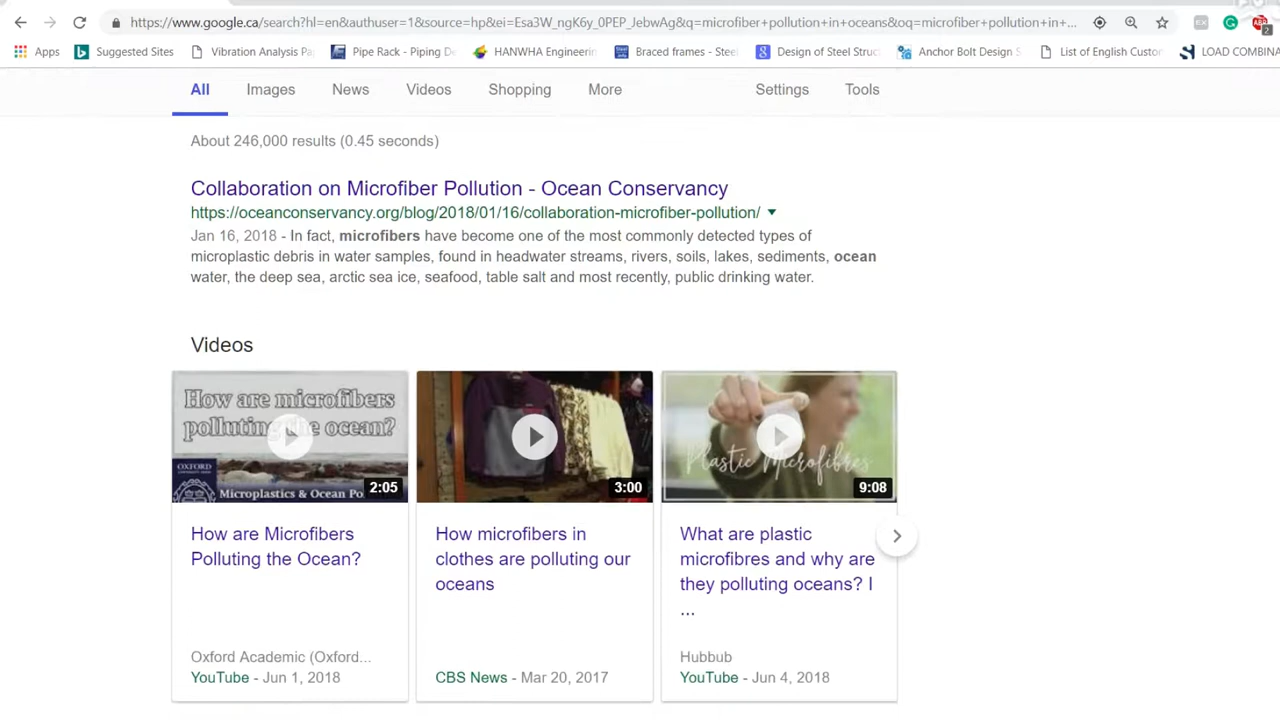 https://www.google.ca/search?hl=en&authuser=1&source=hp&ei=Esa3W_ngK6y_0PEP_JebwAg&q=microfiber+pollution+in+oceans&oq=microfiber+pollution+in+...
Apps Suggested Sites Vibration Analysis Pa Pipe Rack - Piping De HANWHA Engineerin Braced frames - Steel Design of Steel Struc Anchor Bolt Design S List of English Custor LOAD COMBINA
All Images News Videos Shopping More Settings Tools
About 246,000 results (0.45 seconds)
Collaboration on Microfiber Pollution - Ocean Conservancy
https://oceanconservancy.org/blog/2018/01/16/collaboration-microfiber-pollution/
Jan 16, 2018 - In fact, microfibers have become one of the most commonly detected types of
microplastic debris in water samples, found in headwater streams, rivers, soils, lakes, sediments, ocean
water, the deep sea, arctic sea ice, seafood, table salt and most recently, public drinking water.
Videos
How are microfibers
polluting the ocean?
OXFORD
Microplastics & Ocean Po
2:05
3:00
Plastic Microfibres
9:08
How are Microfibers
Polluting the Ocean?
Oxford Academic (Oxford...
YouTube - Jun 1, 2018
How microfibers in
clothes are polluting our
oceans
CBS News - Mar 20, 2017
What are plastic
microfibres and why are
they polluting oceans? I
...
Hubbub
YouTube - Jun 4, 2018